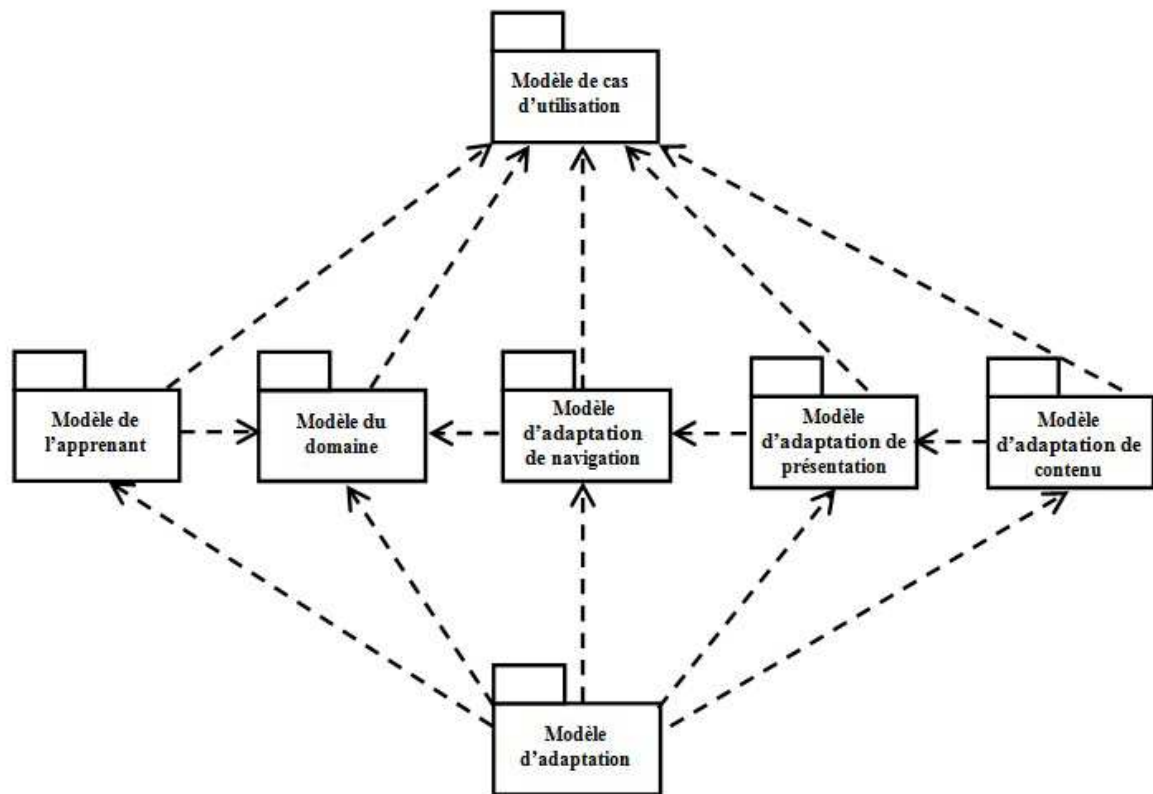 Modèle de cas
d'utilisation
Modèle de
l'apprenant
Modèle du
domaine
Modèle
d'adaptation
de navigation
Modèle
d'adaptation de
présentation
Modèle
d'adaptation de
contenu
Modèle
d'adaptation